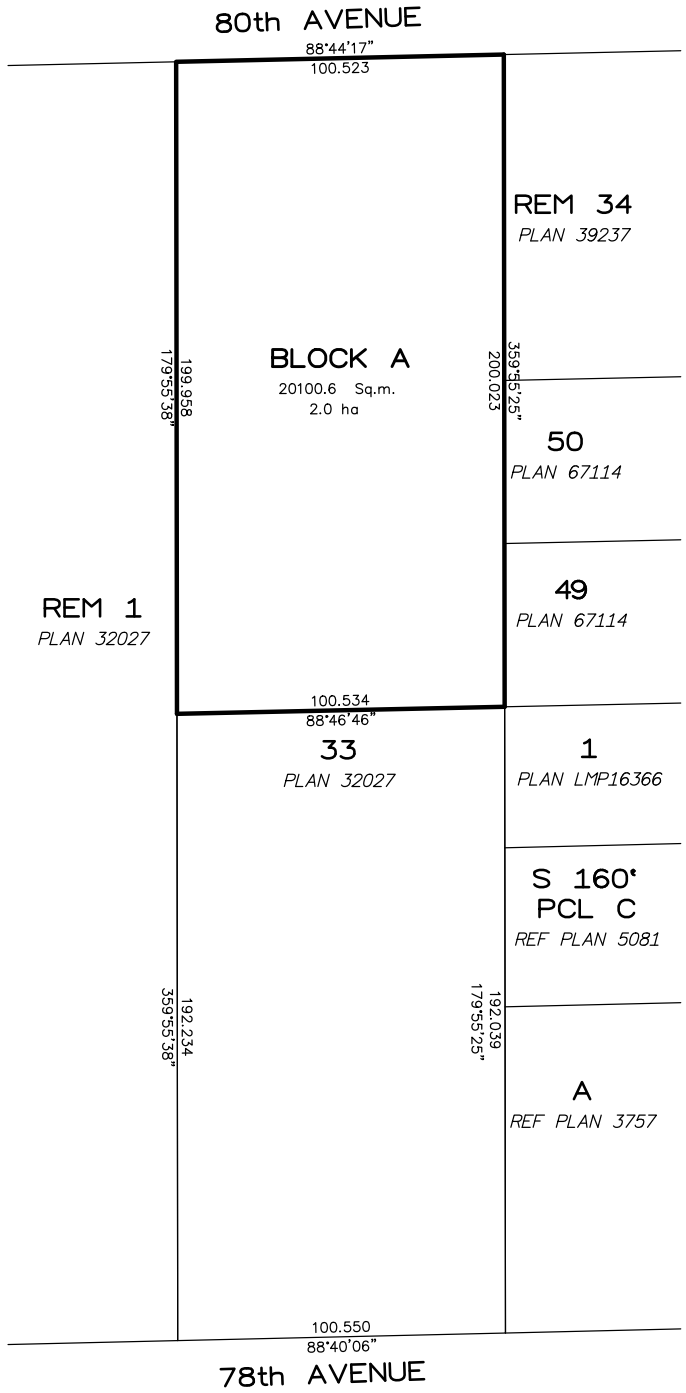 80th AVENUE
88°44'17"
100.523
REM 34
PLAN 39237
BLOCK A
20100.6 Sq.m.
2.0 ha
199.958
179°55'38"
359°55'25"
200.023
50
PLAN 67114
49
PLAN 67114
REM 1
PLAN 32027
100.534
88°46'46"
33
PLAN 32027
1
PLAN LMP16366
S 160'
PCL C
REF PLAN 5081
192.234
359°55'38"
192.039
179°55'25"
A
REF PLAN 3757
100.550
88°40'06"
78th AVENUE